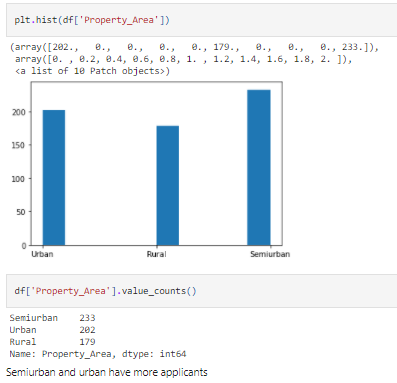 plt.hist(df['Property_Area'])
(array([202.,   0.,   0.,   0.,   0., 179.,   0.,   0.,   0., 233.]),
array([0. , 0.2, 0.4, 0.6, 0.8, 1. , 1.2, 1.4, 1.6, 1.8, 2. ]),
<a list of 10 Patch objects>)
200
150
100
50
0
Urban Rural Semiurban
df['Property_Area'].value_counts()
Semiurban    233
Urban        202
Rural        179
Name: Property_Area, dtype: int64
Semiurban and urban have more applicants